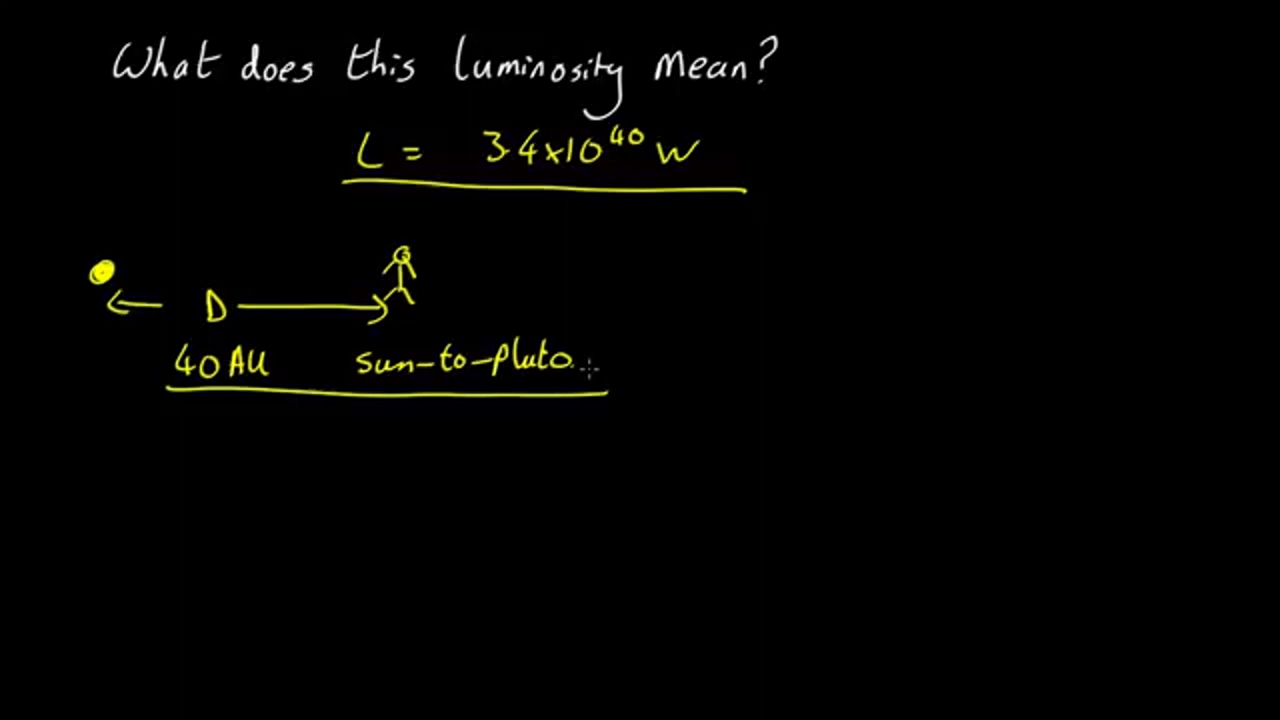 What does this luminosity mean?
L = 3.4×10⁴⁰ W
D
40 AU sun-to-pluto.